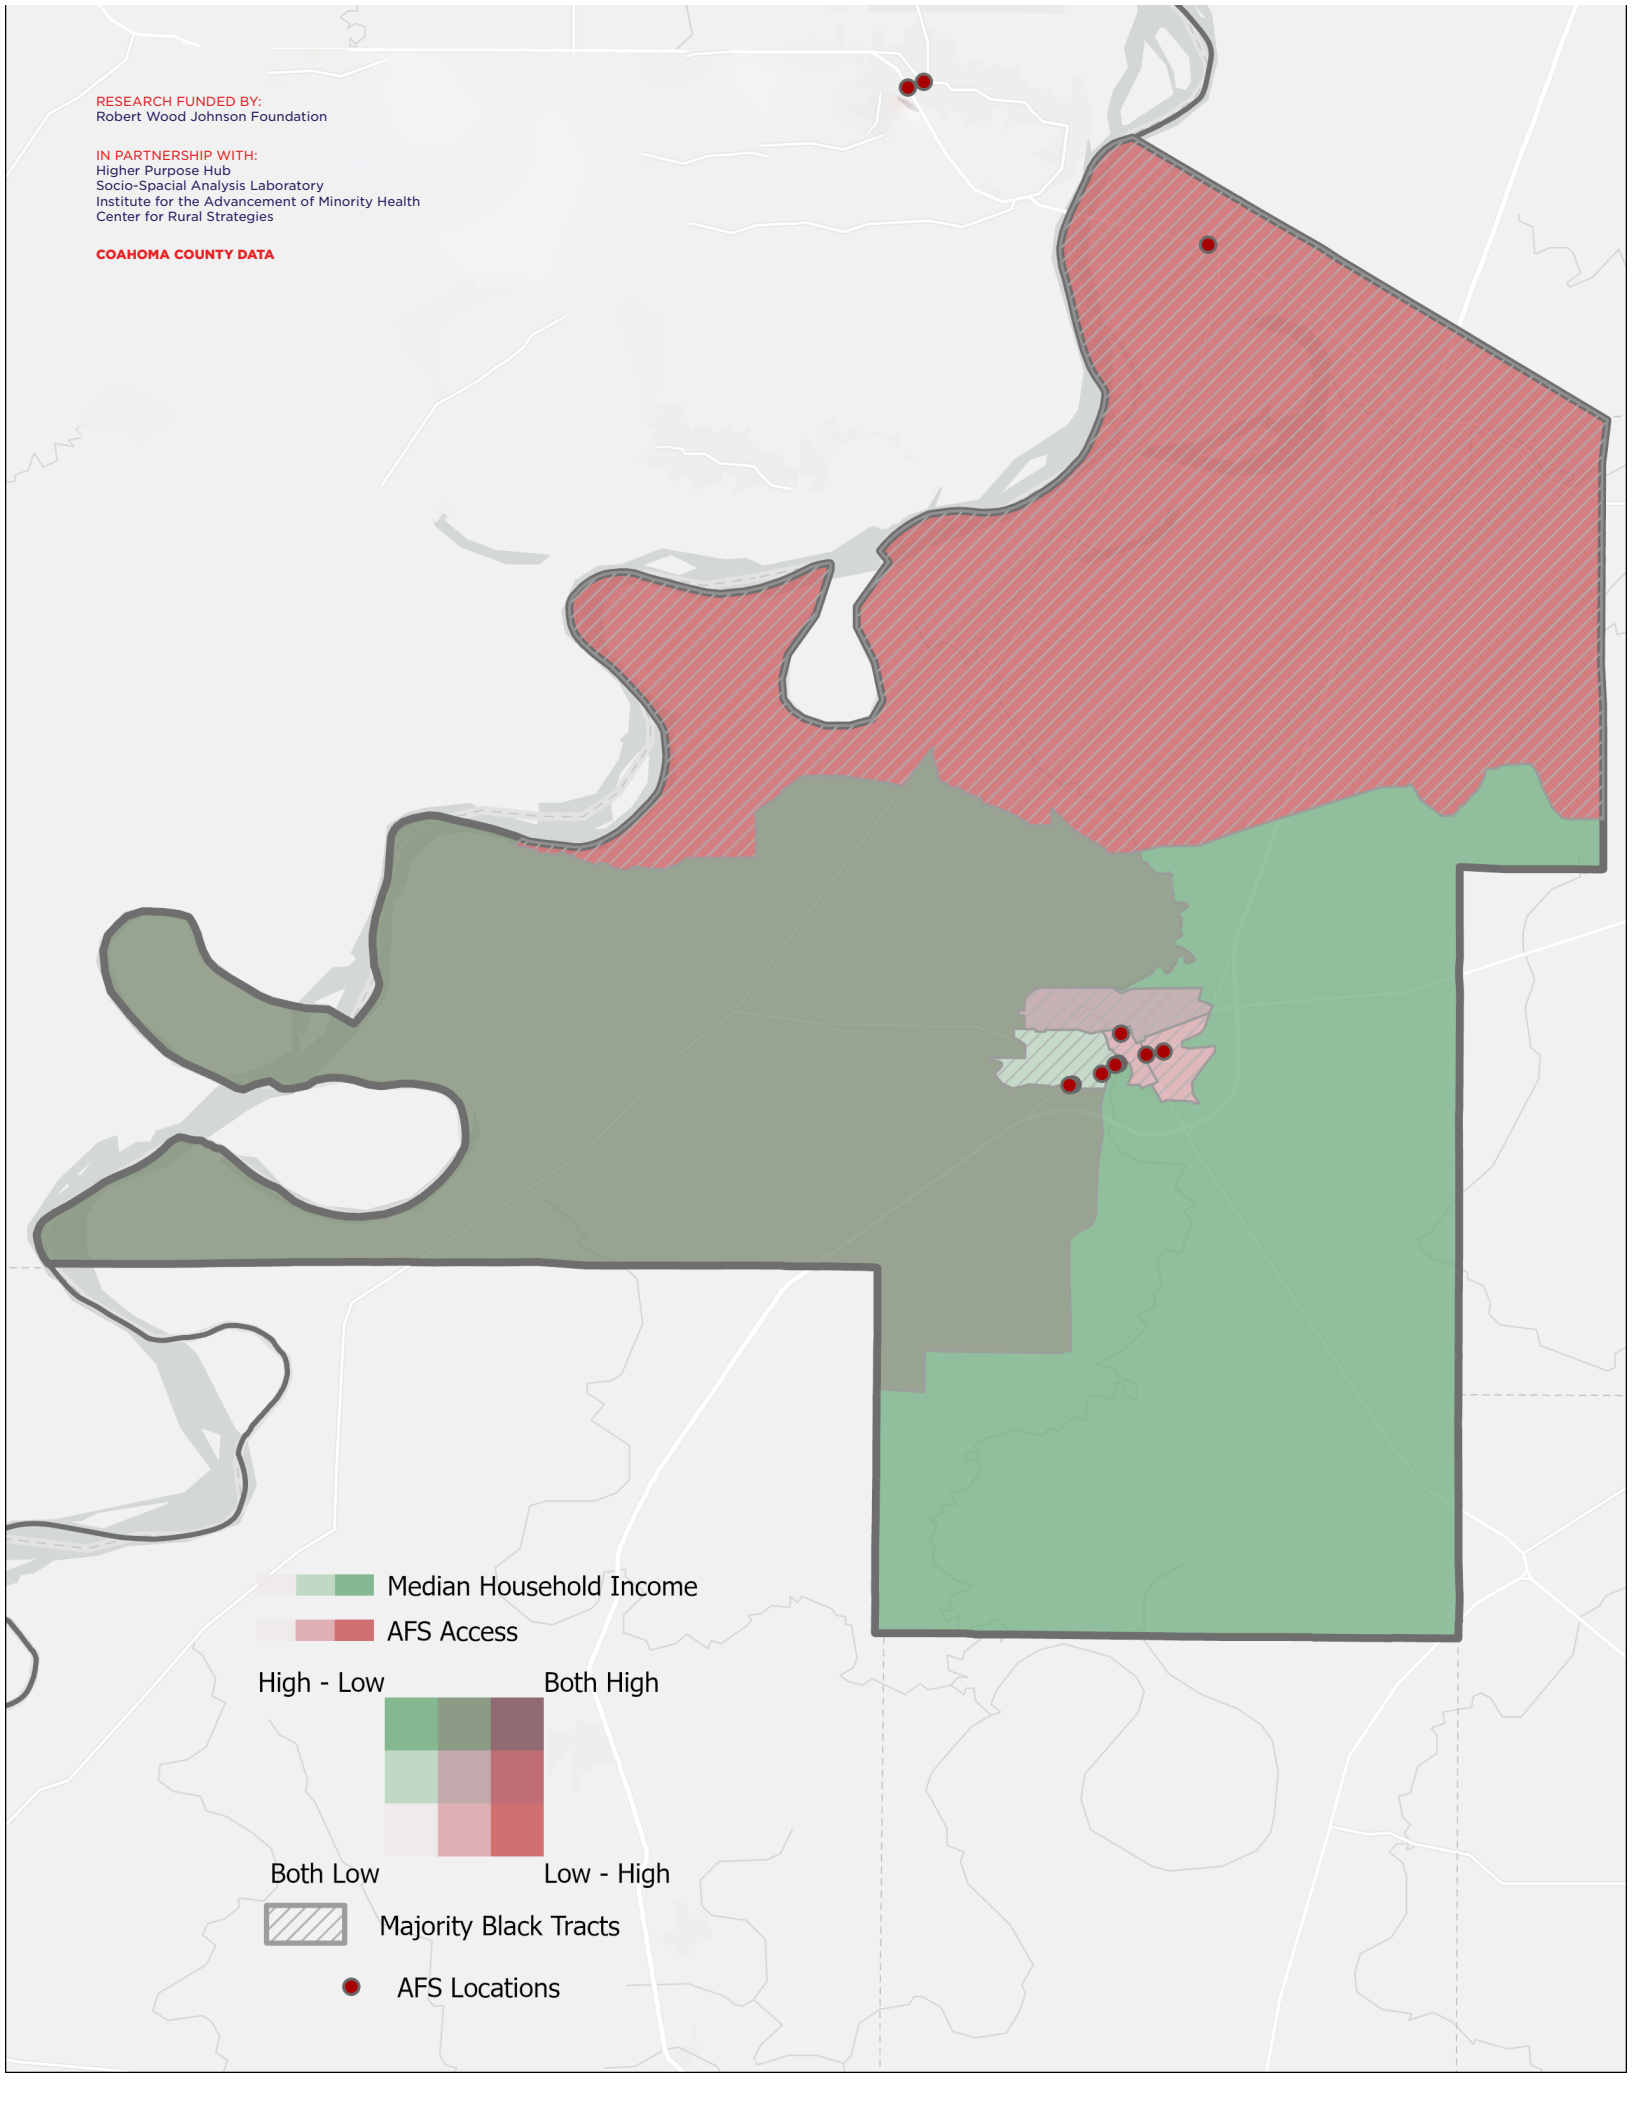 RESEARCH FUNDED BY:
Robert Wood Johnson Foundation
IN PARTNERSHIP WITH:
Higher Purpose Hub
Socio-Spacial Analysis Laboratory
Institute for the Advancement of Minority Health
Center for Rural Strategies
COAHOMA COUNTY DATA
Median Household Income
AFS Access
High - Low
Both High
Both Low
Low - High
Majority Black Tracts
AFS Locations